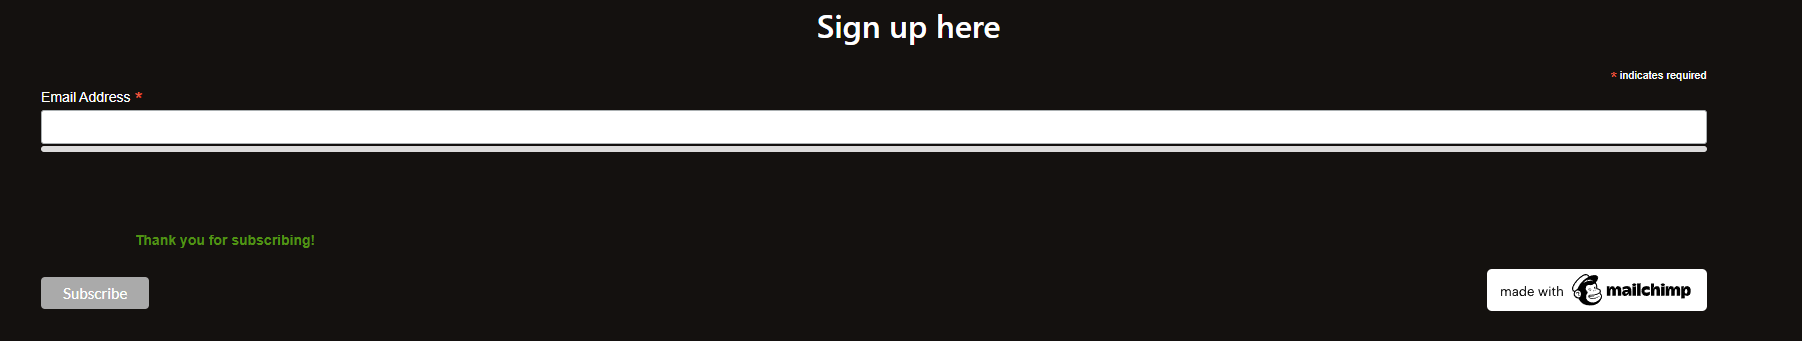 Sign up here
* indicates required
Email Address *
Thank you for subscribing!
Subscribe
made with mailchimp